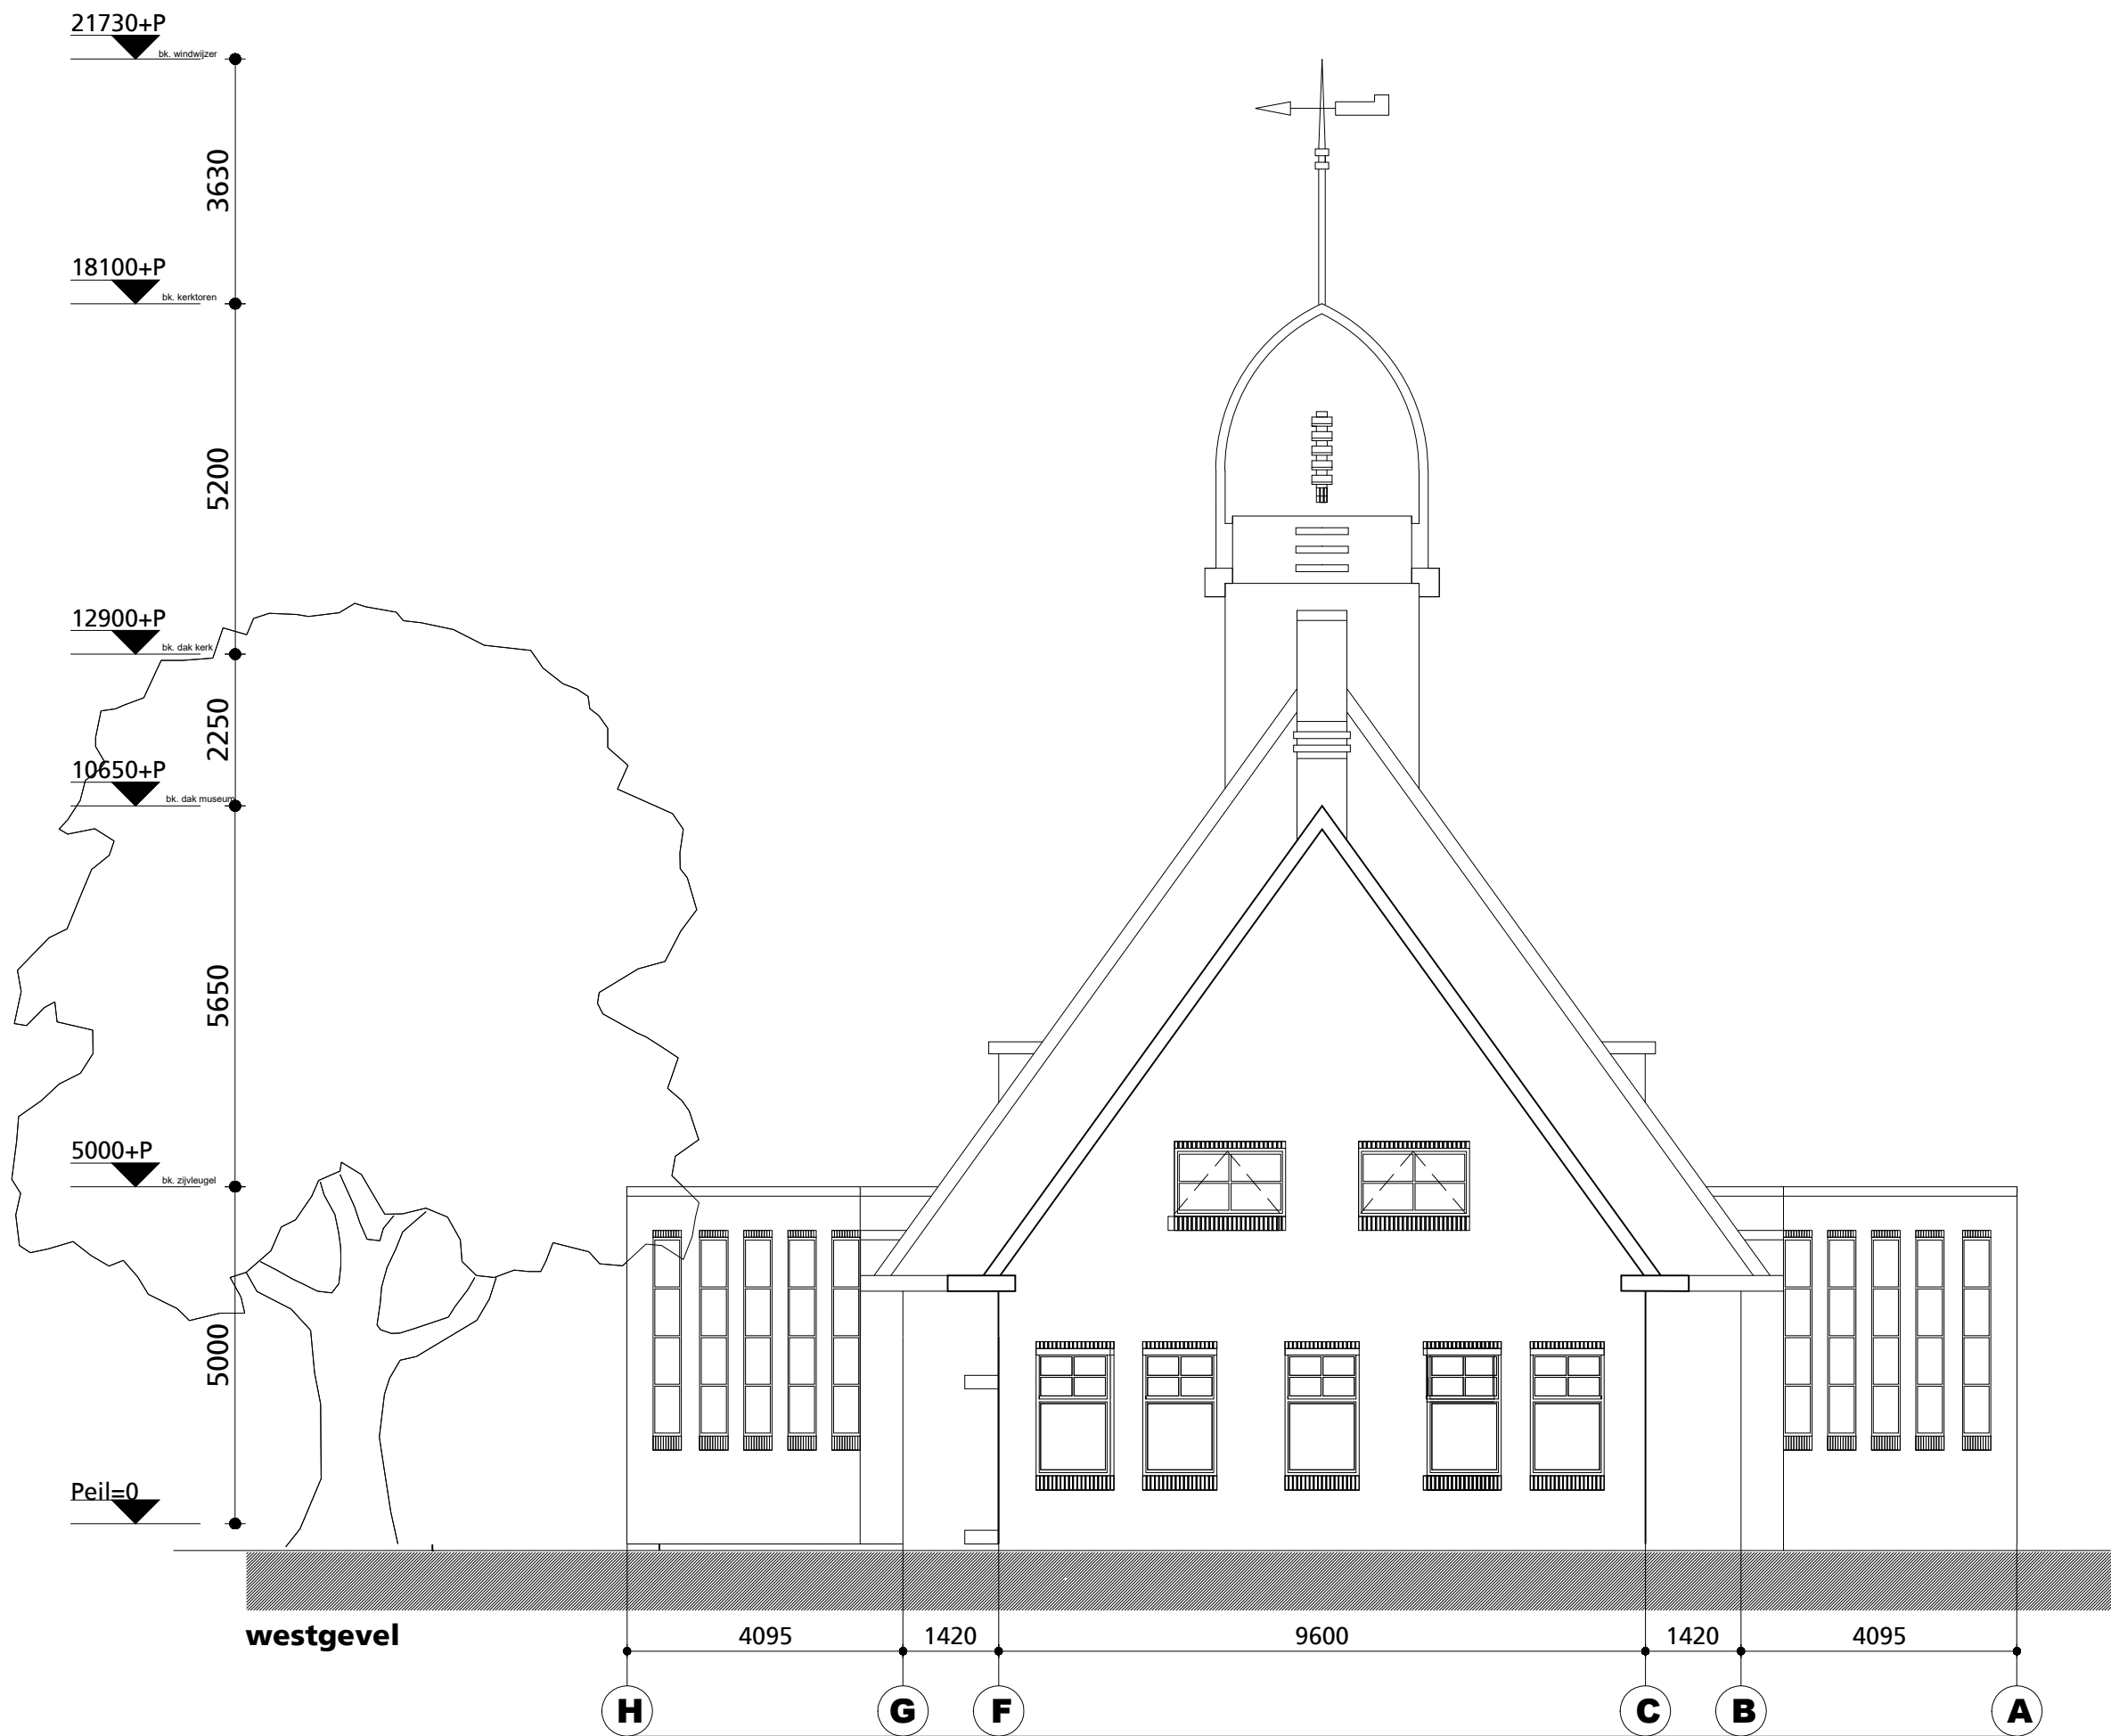 21730+P
bk. windwijzer
3630
18100+P
bk. kerktoren
5200
12900+P
bk. dak kerk
2250
10650+P
bk. dak museum
5650
5000+P
bk. zijvleugel
5000
Peil=0
westgevel
4095 1420 9600 1420 4095
H G F C B A